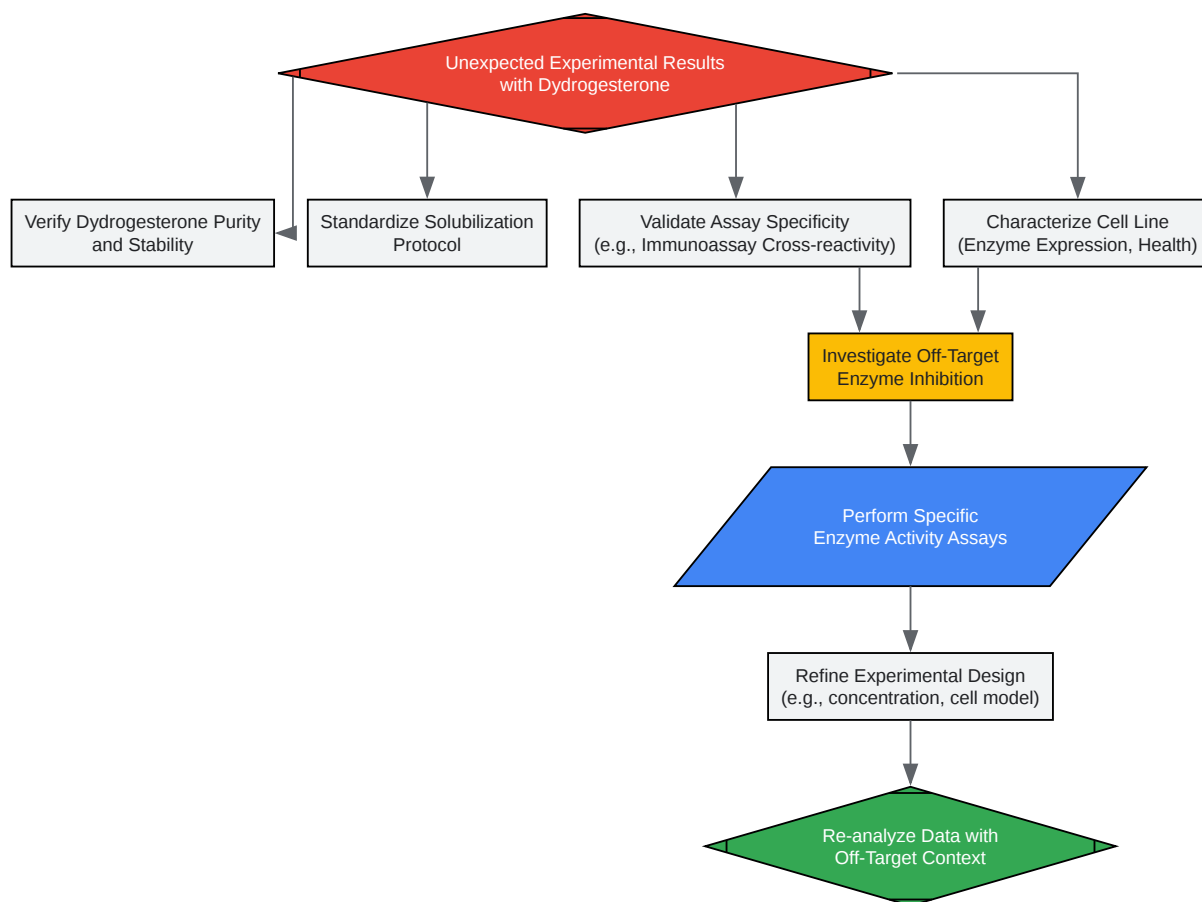 Unexpected Experimental Results
with Dydrogesterone
Verify Dydrogesterone Purity
and Stability
Standardize Solubilization
Protocol
Validate Assay Specificity
(e.g., Immunoassay Cross-reactivity)
Characterize Cell Line
(Enzyme Expression, Health)
Investigate Off-Target
Enzyme Inhibition
Perform Specific
Enzyme Activity Assays
Refine Experimental Design
(e.g., concentration, cell model)
Re-analyze Data with
Off-Target Context